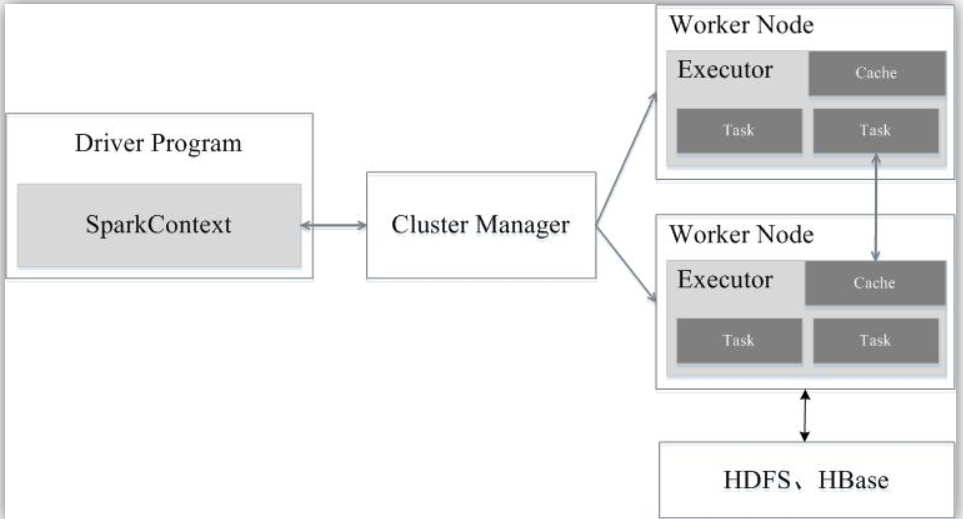 Driver Program
SparkContext
Cluster Manager
Worker Node
Executor
Cache
Task
Task
Worker Node
Executor
Cache
Task
Task
HDFS、HBase